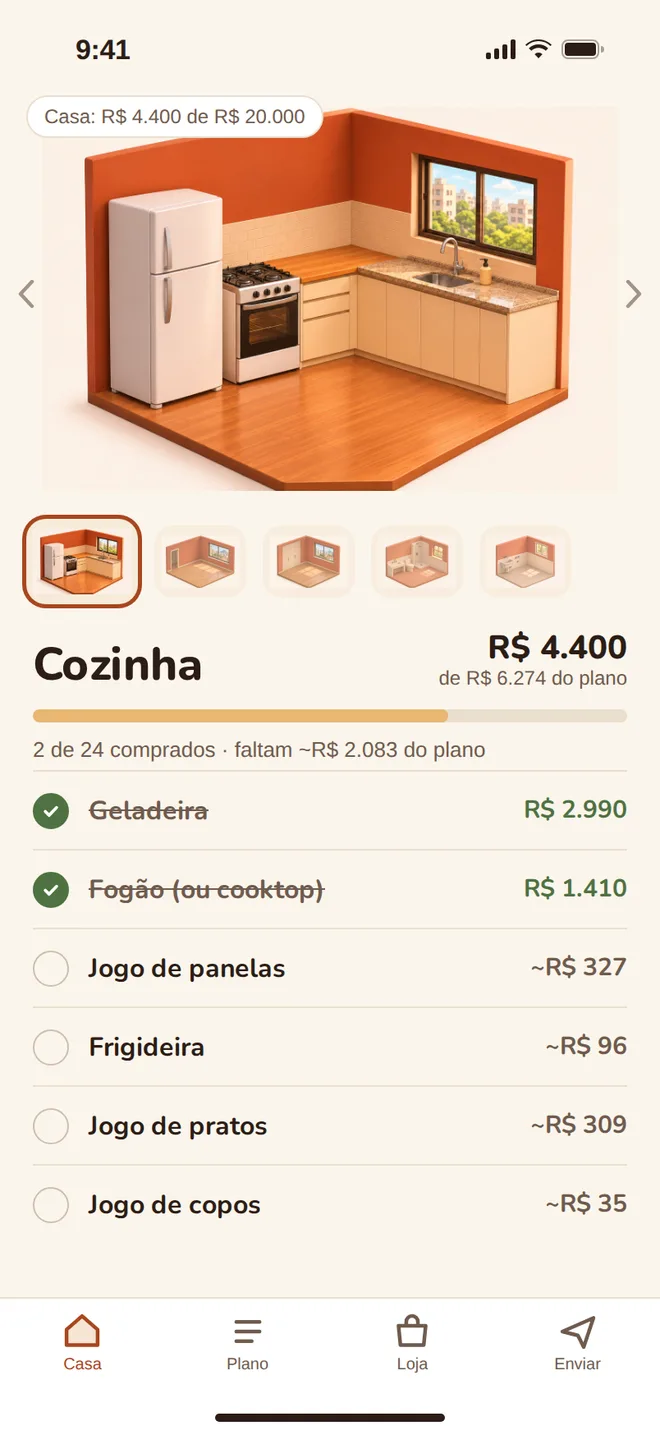 9:41
Casa: R$ 4.400 de R$ 20.000
Cozinha
R$ 4.400
de R$ 6.274 do plano
2 de 24 comprados · faltam ~R$ 2.083 do plano
Geladeira R$ 2.990
Fogão (ou cooktop) R$ 1.410
Jogo de panelas ~R$ 327
Frigideira ~R$ 96
Jogo de pratos ~R$ 309
Jogo de copos ~R$ 35
Casa Plano Loja Enviar